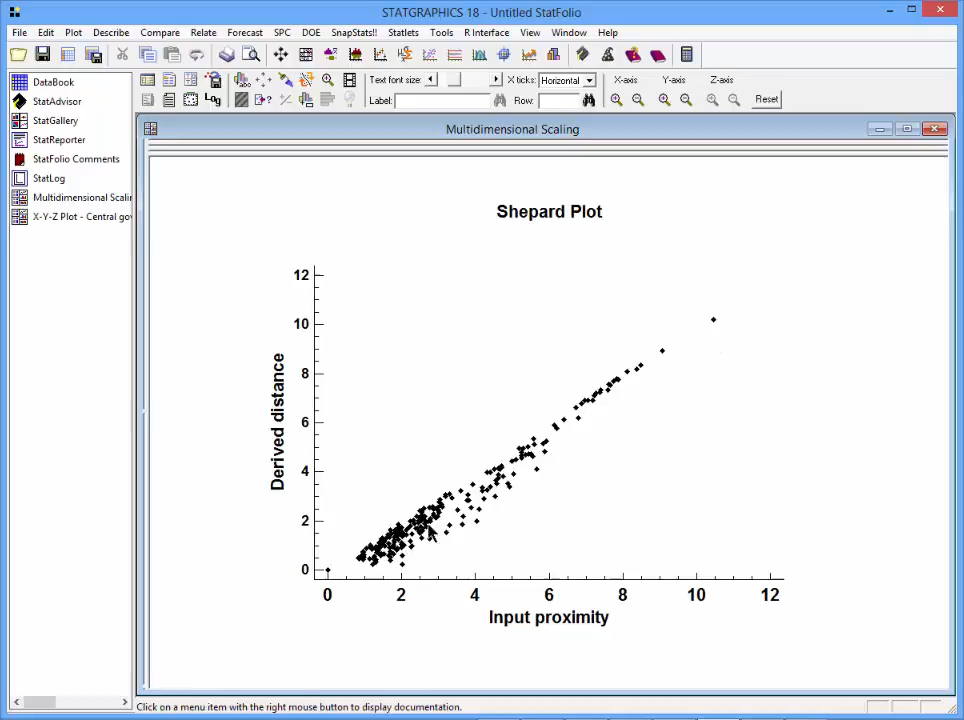 STATGRAPHICS 18 - Untitled StatFolio
File Edit Plot Describe Compare Relate Forecast SPC DOE SnapStats!! Statlets Tools R Interface View Window Help
Text font size: X ticks: Horizontal X-axis Y-axis Z-axis
Log Label: Row: Reset
DataBook
StatAdvisor
StatGallery
StatReporter
StatFolio Comments
StatLog
Multidimensional Scalin
X-Y-Z Plot - Central gov
Multidimensional Scaling
Shepard Plot
12
10
8
6
4
2
0
Derived distance
0 2 4 6 8 10 12
Input proximity
Click on a menu item with the right mouse button to display documentation.